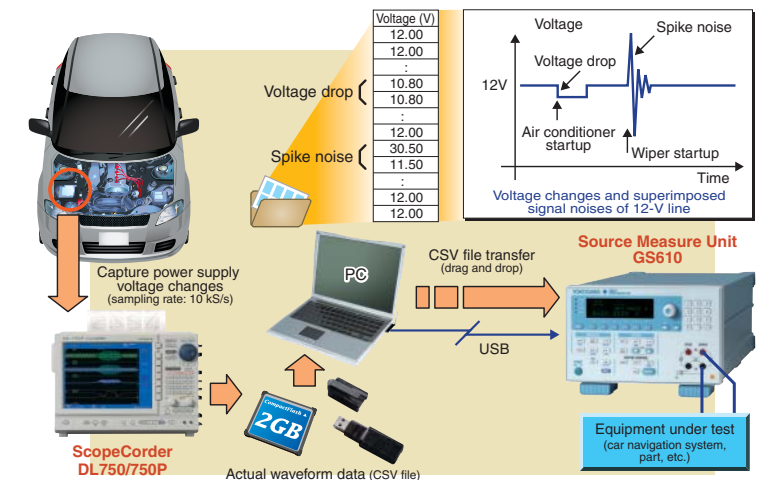 Voltage (V)
12.00
12.00
:
Voltage drop
10.80
10.80
:
12.00
Spike noise
30.50
11.50
:
12.00
12.00
Voltage
Spike noise
Voltage drop
12V
Air conditioner
startup
Wiper startup
Time
Voltage changes and superimposed
signal noises of 12-V line
Capture power supply
voltage changes
(sampling rate: 10 kS/s)
PC
CSV file transfer
(drag and drop)
USB
Source Measure Unit
GS610
YOKOGAWA
CompactFlash
2GB
ScopeCorder
DL750/750P
Actual waveform data (CSV file)
Equipment under test
(car navigation system,
part, etc.)